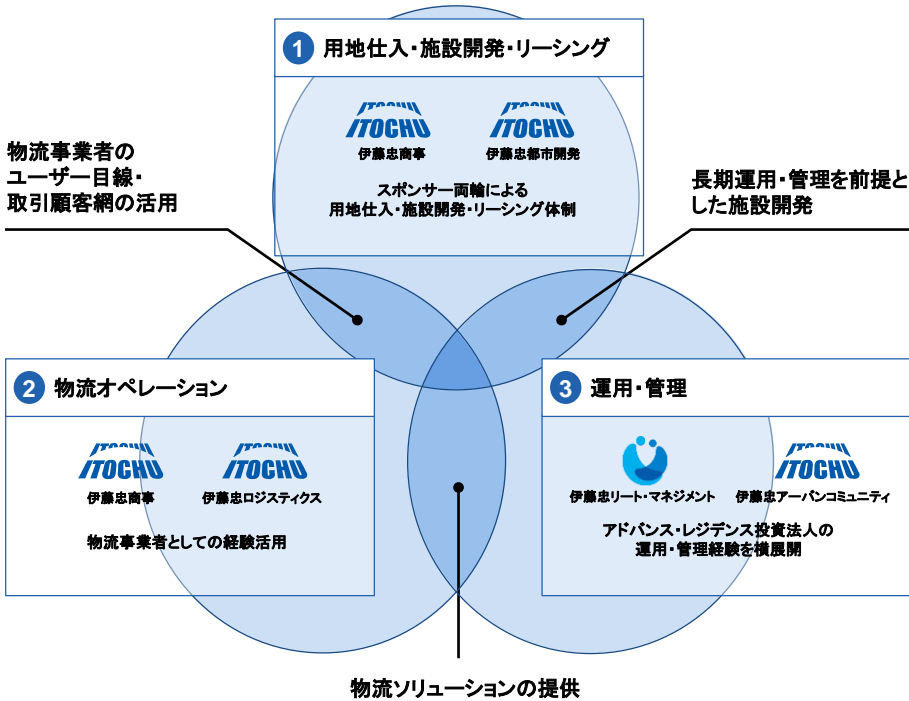 1 用地仕入・施設開発・リーシング
ITOCHU
ITOCHU
伊藤忠商事
ITOCHU
ITOCHU
伊藤忠都市開発
スポンサー両輪による
用地仕入・施設開発・リーシング体制
物流事業者の
ユーザー目線・
取引顧客網の活用
長期運用・管理を前提と
した施設開発
2 物流オペレーション
ITOCHU
ITOCHU
伊藤忠商事
ITOCHU
ITOCHU
伊藤忠ロジスティクス
物流事業者としての経験活用
3 運用・管理
伊藤忠リート・マネジメント
ITOCHU
ITOCHU
伊藤忠アーバンコミュニティ
アドバンス・レジデンス投資法人の
運用・管理経験を横展開
物流ソリューションの提供